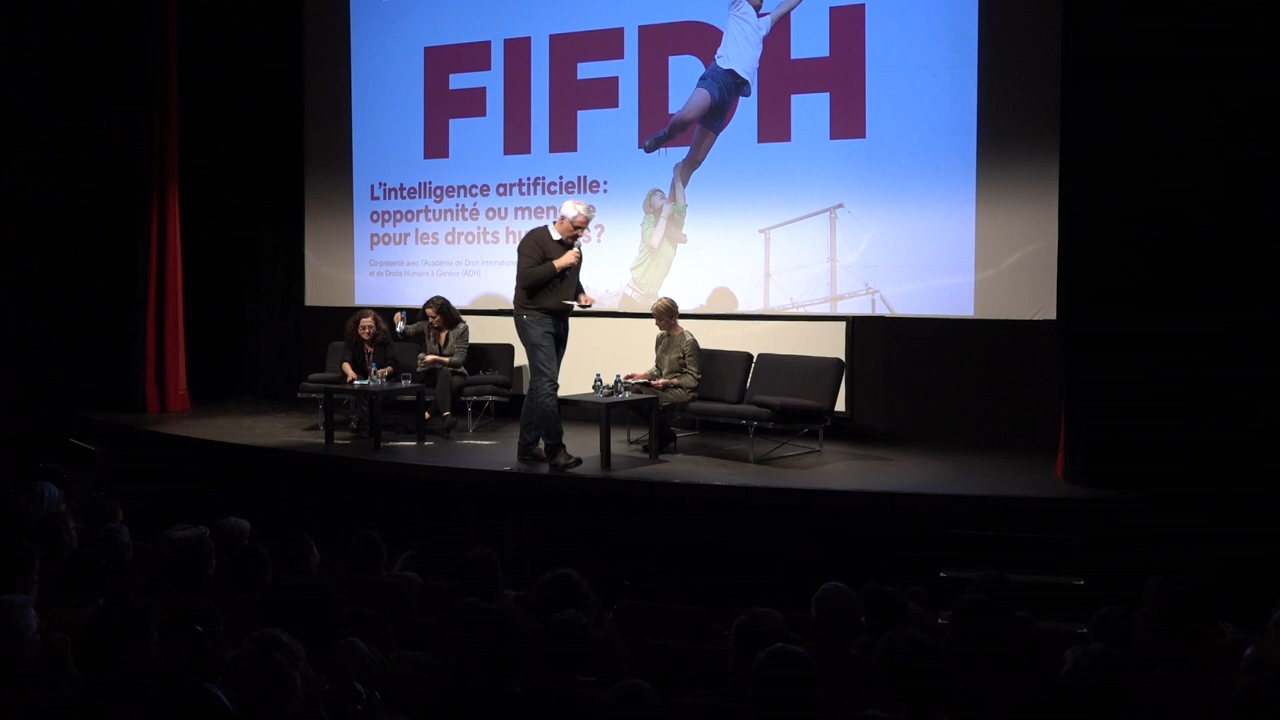 FIFDH
L'intelligence artificielle:
opportunité ou
pour les droits ?
Co-présenté avec l'Académie de Droit
et de Droits Humains à Genève (ADH)